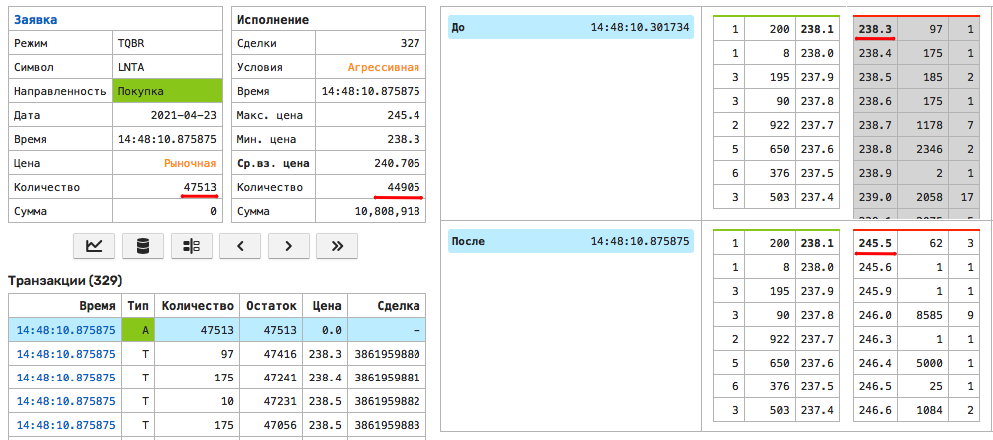 Заявка
Режим TQBR
Символ LNTA
Направленность Покупка
Дата 2021-04-23
Время 14:48:10.875875
Цена Рыночная
Количество 47513
Сумма 0
Исполнение
Сделки 327
Условия Агрессивная
Время 14:48:10.875875
Макс. цена 245.4
Мин. цена 238.3
Ср.вз. цена 240.706
Количество 44905
Сумма 10,808,918
Транзакции (329)
Время Тип Количество Остаток Цена Сделка
14:48:10.875875 A 47513 47513 0.0 –
14:48:10.875875 T 97 47416 238.3 3861959880
14:48:10.875875 T 175 47241 238.4 3861959881
14:48:10.875875 T 10 47231 238.5 3861959882
14:48:10.875875 T 175 47056 238.5 3861959883
До 14:48:10.301734
1 200 238.1 238.3 97 1
1 8 238.0 238.4 175 1
3 195 237.9 238.5 185 2
3 90 237.8 238.6 175 1
2 922 237.7 238.7 1178 7
5 650 237.6 238.8 2346 2
6 376 237.5 238.9 2 1
3 503 237.4 239.0 2058 17
После 14:48:10.875875
1 200 238.1 245.5 62 3
1 8 238.0 245.6 1 1
3 195 237.9 245.9 1 1
3 90 237.8 246.0 8585 9
2 922 237.7 246.3 1 1
5 650 237.6 246.4 5000 1
6 376 237.5 246.5 25 1
3 503 237.4 246.6 1084 2